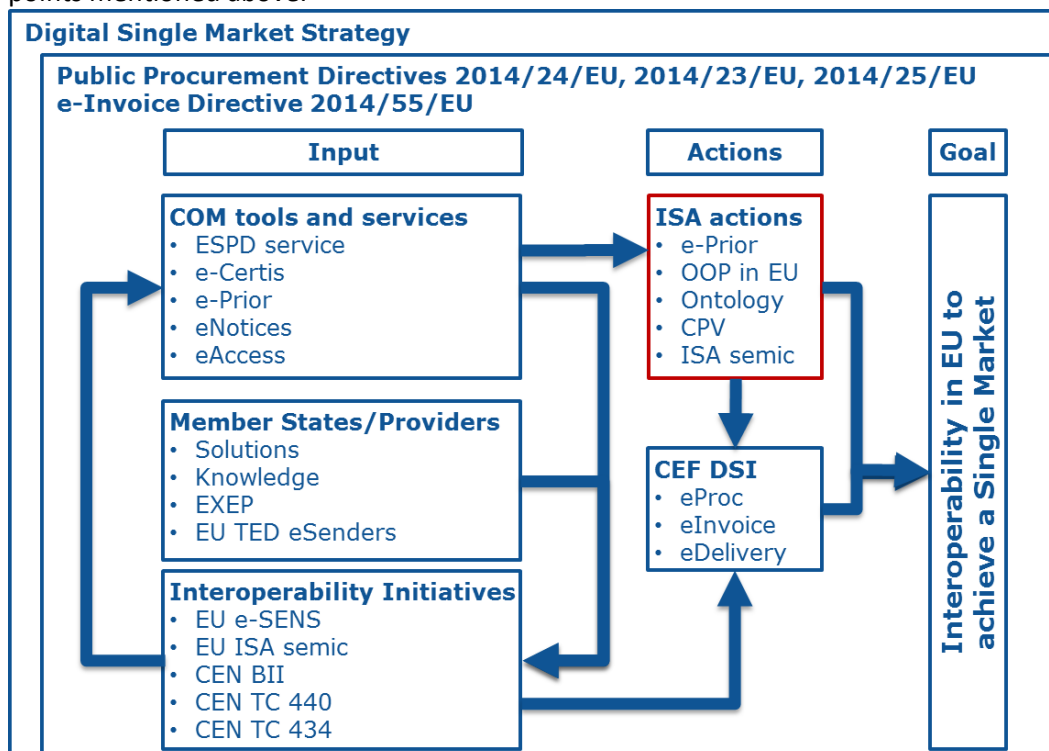 points mentioned above.
Digital Single Market Strategy
Public Procurement Directives 2014/24/EU, 2014/23/EU, 2014/25/EU
e-Invoice Directive 2014/55/EU
Input
Actions
Goal
COM tools and services
• ESPD service
• e-Certis
• e-Prior
• eNotices
• eAccess
ISA actions
• e-Prior
• OOP in EU
• Ontology
• CPV
• ISA semic
Member States/Providers
• Solutions
• Knowledge
• EXEP
• EU TED eSenders
CEF DSI
• eProc
• eInvoice
• eDelivery
Interoperability Initiatives
• EU e-SENS
• EU ISA semic
• CEN BII
• CEN TC 440
• CEN TC 434
Interoperability in EU to
achieve a Single Market